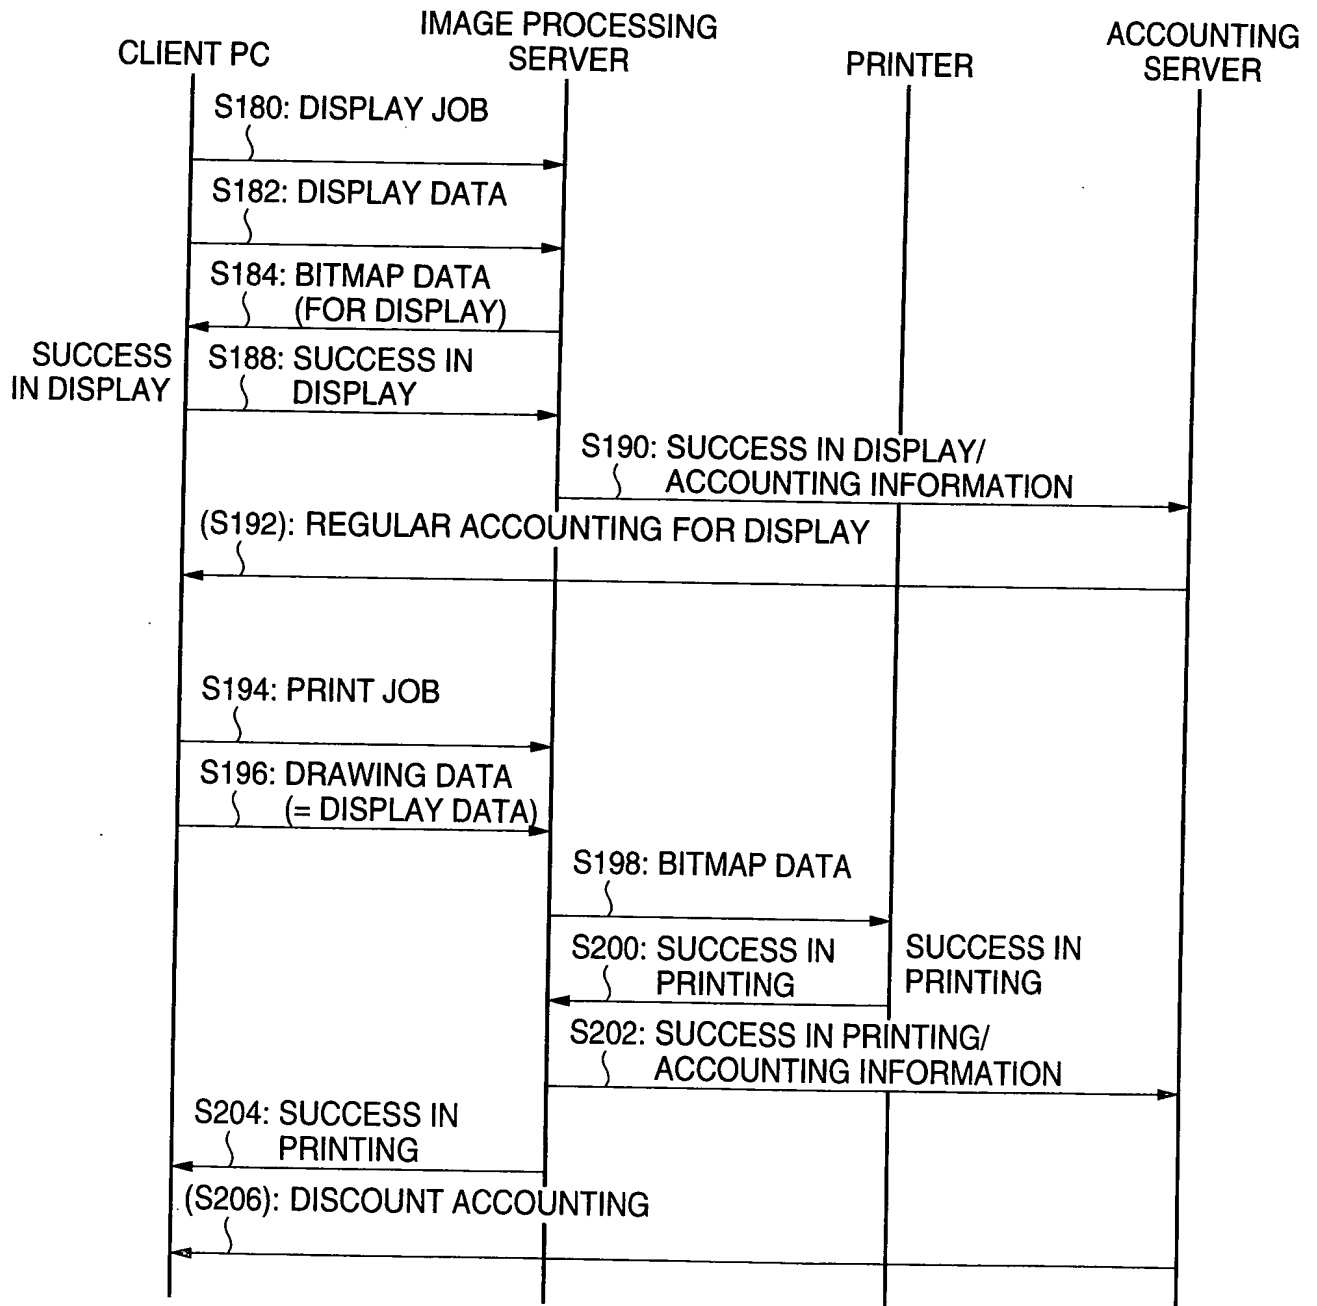 CLIENT PC
IMAGE PROCESSING
SERVER
PRINTER
ACCOUNTING
SERVER
S180: DISPLAY JOB
S182: DISPLAY DATA
S184: BITMAP DATA
(FOR DISPLAY)
SUCCESS
IN DISPLAY
S188: SUCCESS IN
DISPLAY
S190: SUCCESS IN DISPLAY/
ACCOUNTING INFORMATION
(S192): REGULAR ACCOUNTING FOR DISPLAY
S194: PRINT JOB
S196: DRAWING DATA
(= DISPLAY DATA)
S198: BITMAP DATA
S200: SUCCESS IN
PRINTING
SUCCESS IN
PRINTING
S202: SUCCESS IN PRINTING/
ACCOUNTING INFORMATION
S204: SUCCESS IN
PRINTING
(S206): DISCOUNT ACCOUNTING